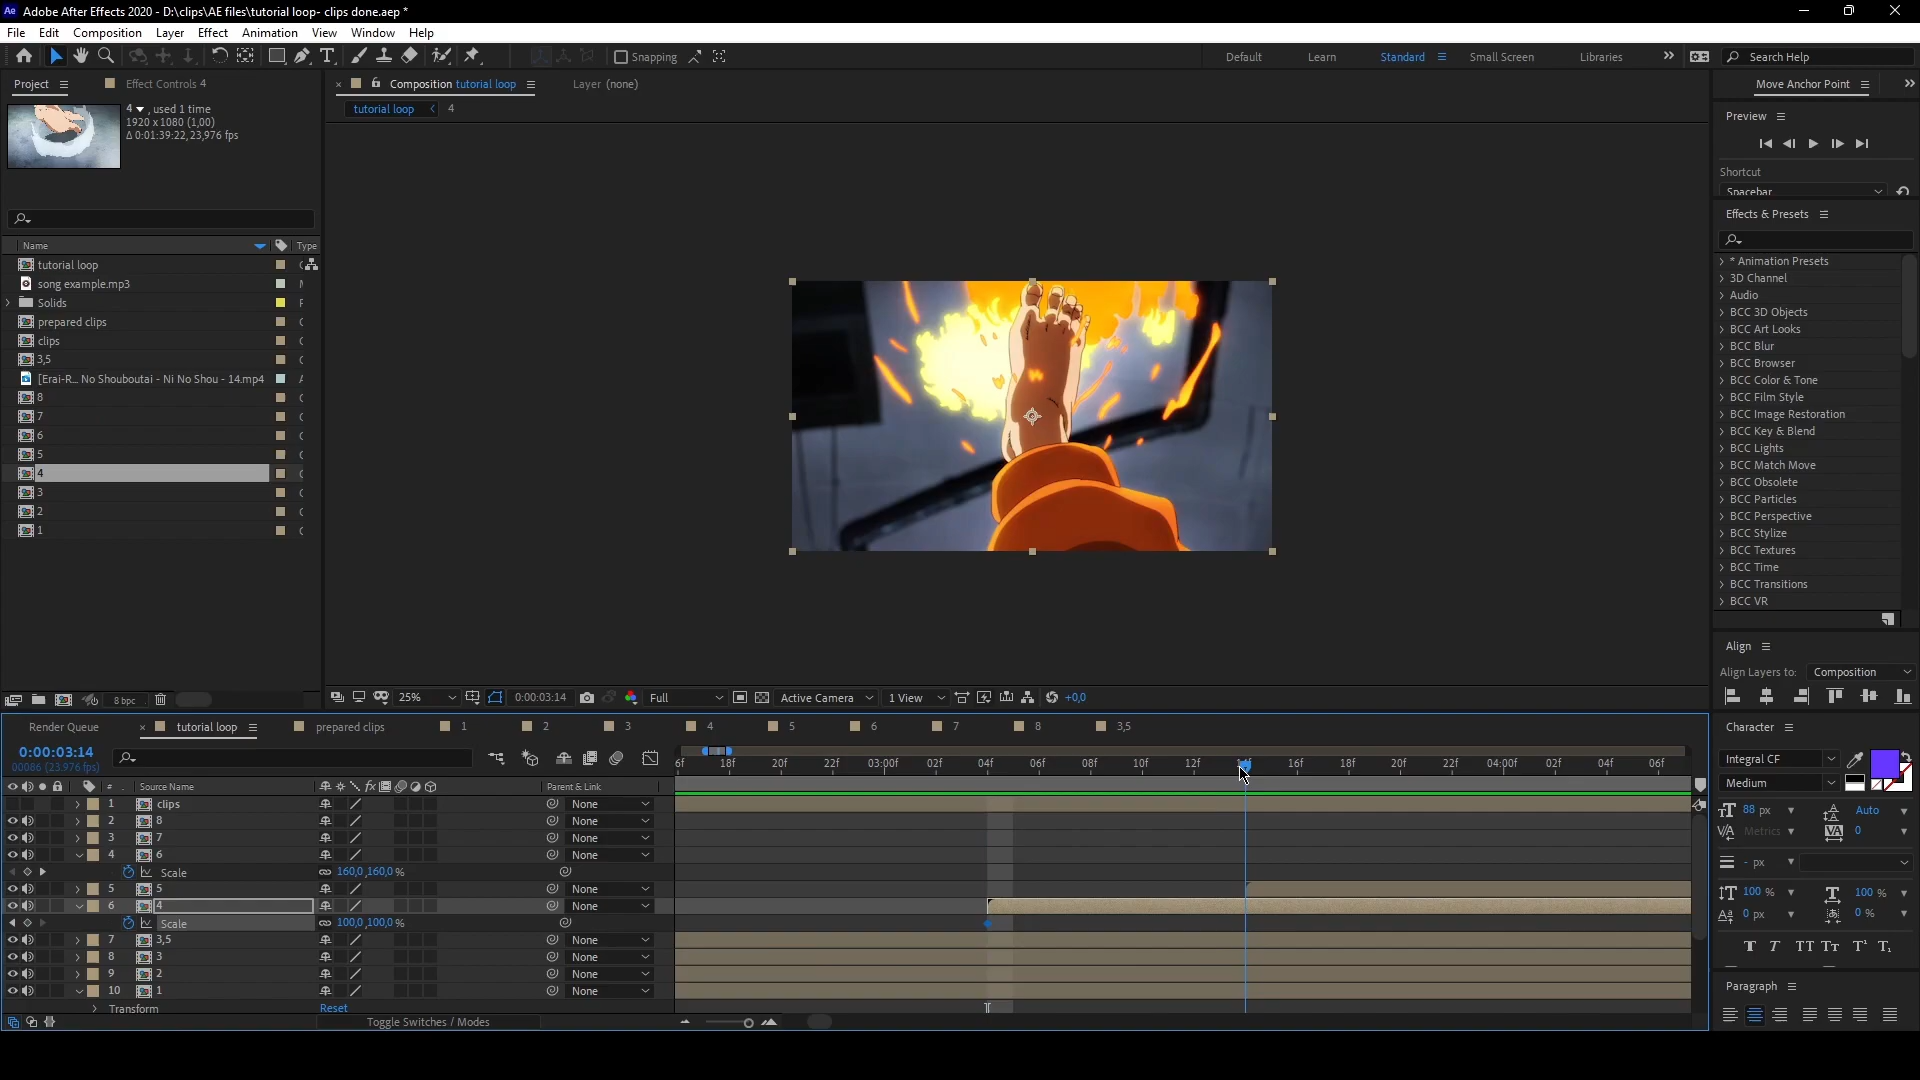 Ae Adobe After Effects 2020 - D:\clips\AE files\tutorial loop- clips done.aep *
File Edit Composition Layer Effect Animation View Window Help
Snapping
Default Learn Standard Small Screen Libraries
Search Help
Project Effect Controls 4
4 , used 1 time
1920 x 1080 (1,00)
Δ 0:01:39:22, 23,976 fps
Name Type
tutorial loop
song example.mp3
Solids
prepared clips
clips
3,5
[Erai-R... No Shouboutai - Ni No Shou - 14.mp4
8
7
6
5
4
3
2
1
8 bpc
Composition tutorial loop Layer (none)
tutorial loop 4
25% 0:00:03:14 Full Active Camera 1 View +0,0
Move Anchor Point
Preview
Shortcut
Spacebar
Effects & Presets
* Animation Presets
3D Channel
Audio
BCC 3D Objects
BCC Art Looks
BCC Blur
BCC Browser
BCC Color & Tone
BCC Film Style
BCC Image Restoration
BCC Key & Blend
BCC Lights
BCC Match Move
BCC Obsolete
BCC Particles
BCC Perspective
BCC Stylize
BCC Textures
BCC Time
BCC Transitions
BCC VR
Align
Align Layers to: Composition
Character
Integral CF
Medium
88 px Auto
Metrics 0
- px
100 % 100 %
0 px 0 %
Paragraph
Render Queue tutorial loop prepared clips 1 2 3 4 5 6 7 8 3,5
0:00:03:14
00086 (23.976 fps)
6f 18f 20f 22f 03:00f 02f 04f 06f 08f 10f 12f 16f 18f 20f 22f 04:00f 02f 04f 06f
# Source Name Parent & Link
1 clips None
2 8 None
3 7 None
4 6 None
Scale 160,0,160,0 %
5 5 None
6 4 None
Scale 100,0,100,0 %
7 3,5 None
8 3 None
9 2 None
10 1 None
Transform Reset
Toggle Switches / Modes